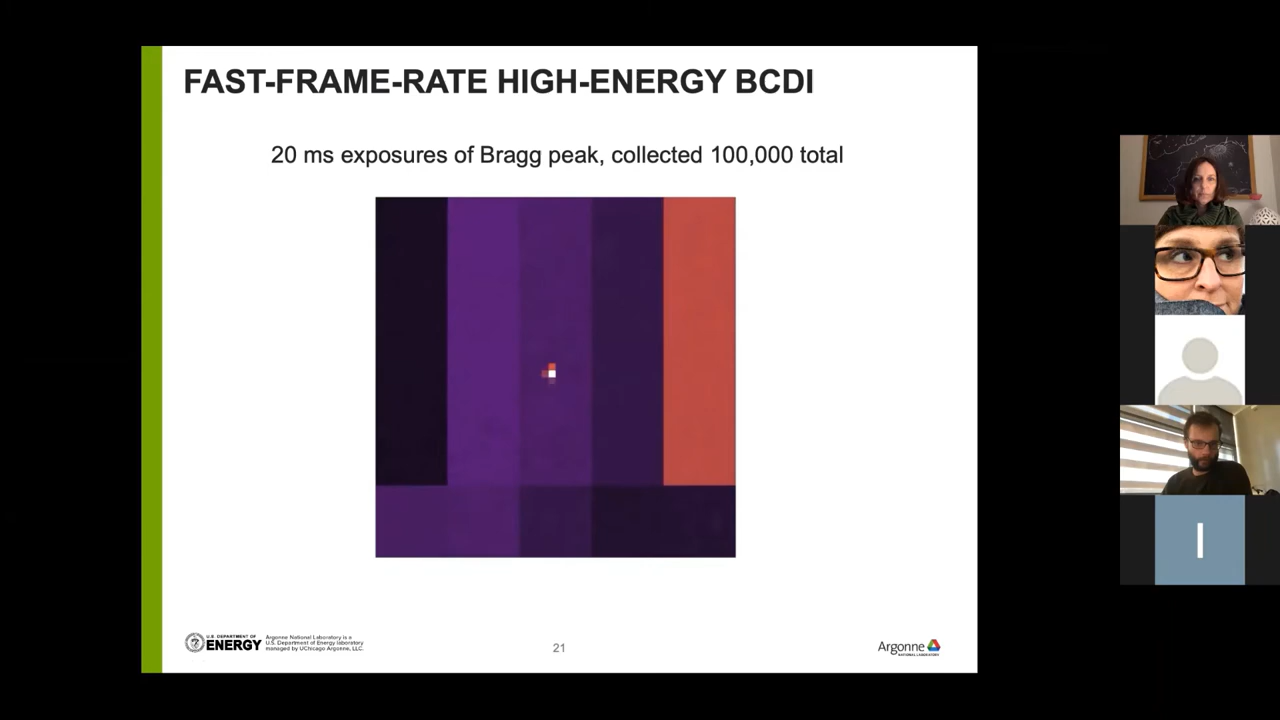 FAST-FRAME-RATE HIGH-ENERGY BCDI
20 ms exposures of Bragg peak, collected 100,000 total
U.S. DEPARTMENT OF
ENERGY
Argonne National Laboratory is a
U.S. Department of Energy laboratory
managed by UChicago Argonne, LLC.
21
Argonne
NATIONAL LABORATORY
I